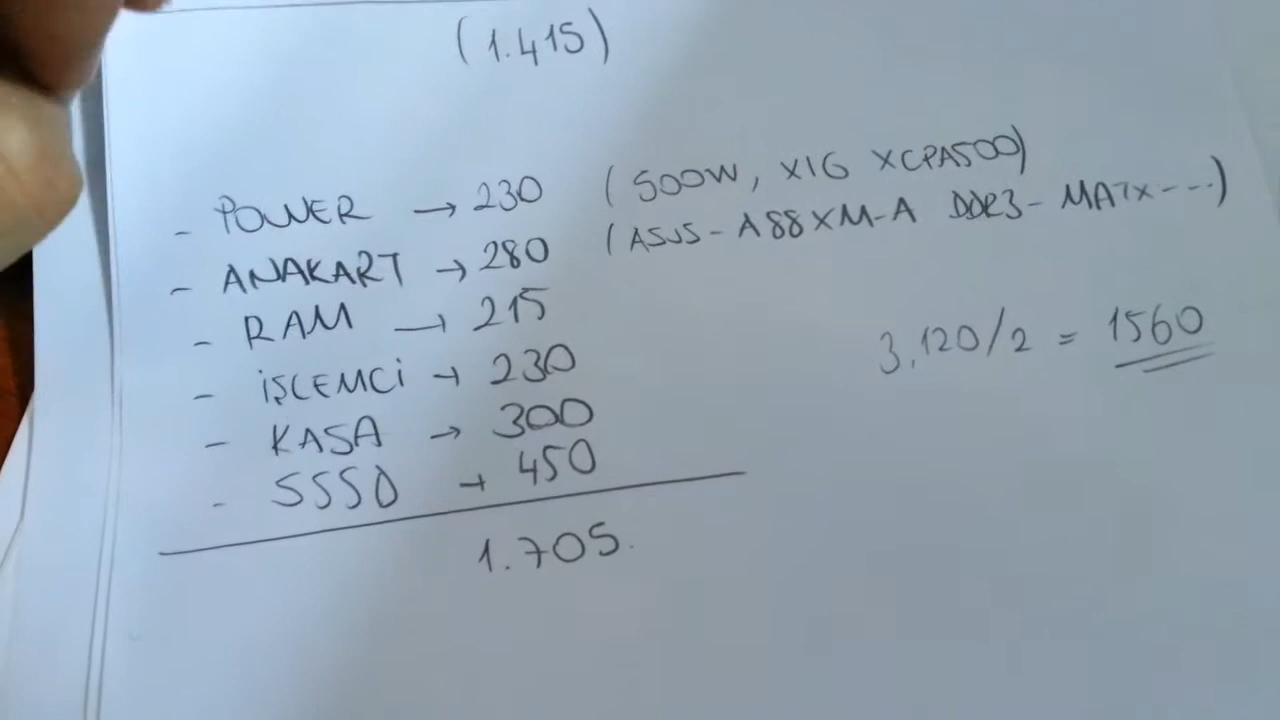 (1.415)
- POWER → 230 (500W, XIG XCPA500)
- ANAKART → 280 (ASUS-A88XM-A DDR3-MATX---)
- RAM → 215
3.120/2 = 1560
- İŞLEMCİ → 230
- KASA → 300
- SSSD → 450
1.705.